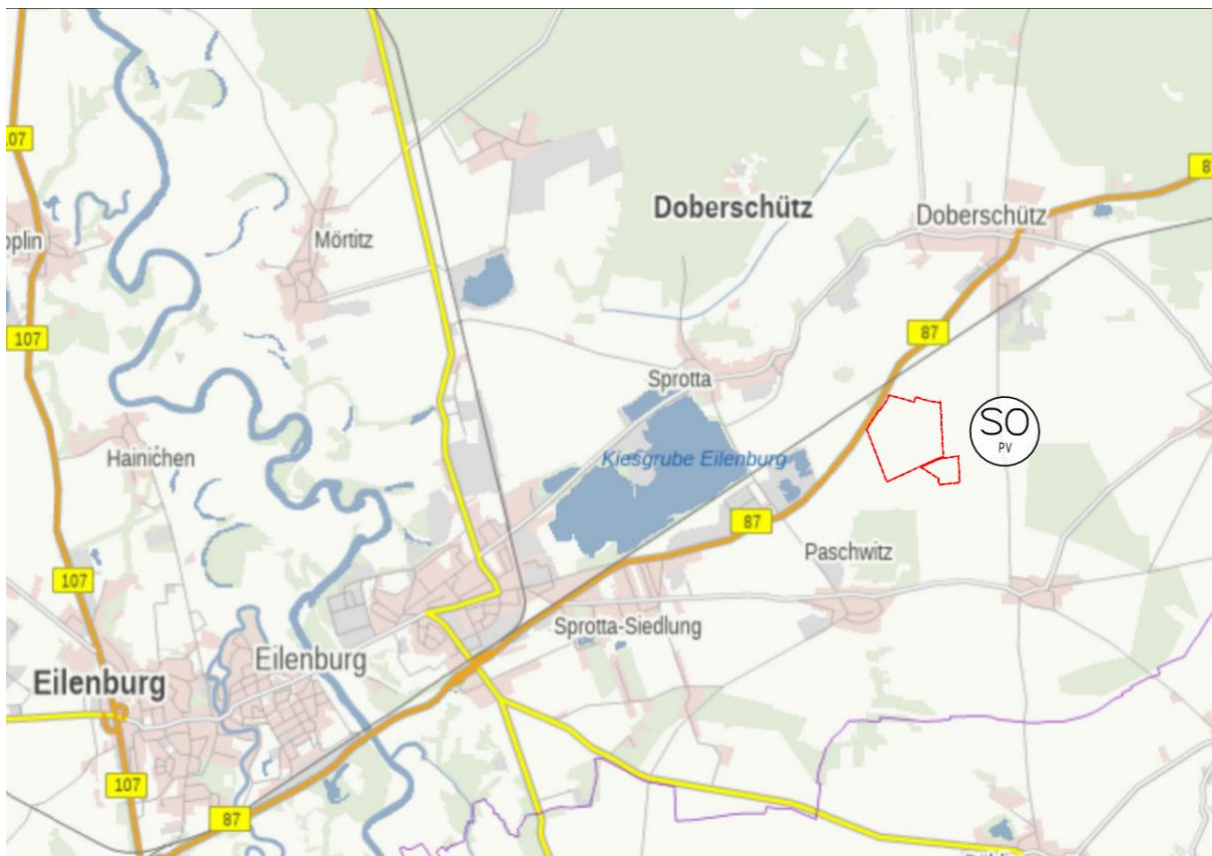 107
8
Doberschütz
Doberschütz
oplin
Mörtitz
107
87
Sprotta
SO
PV
Hainichen
Kiesgrube Eilenburg
87
Paschwitz
107
Sprotta-Siedlung
Eilenburg
Eilenburg
107
87